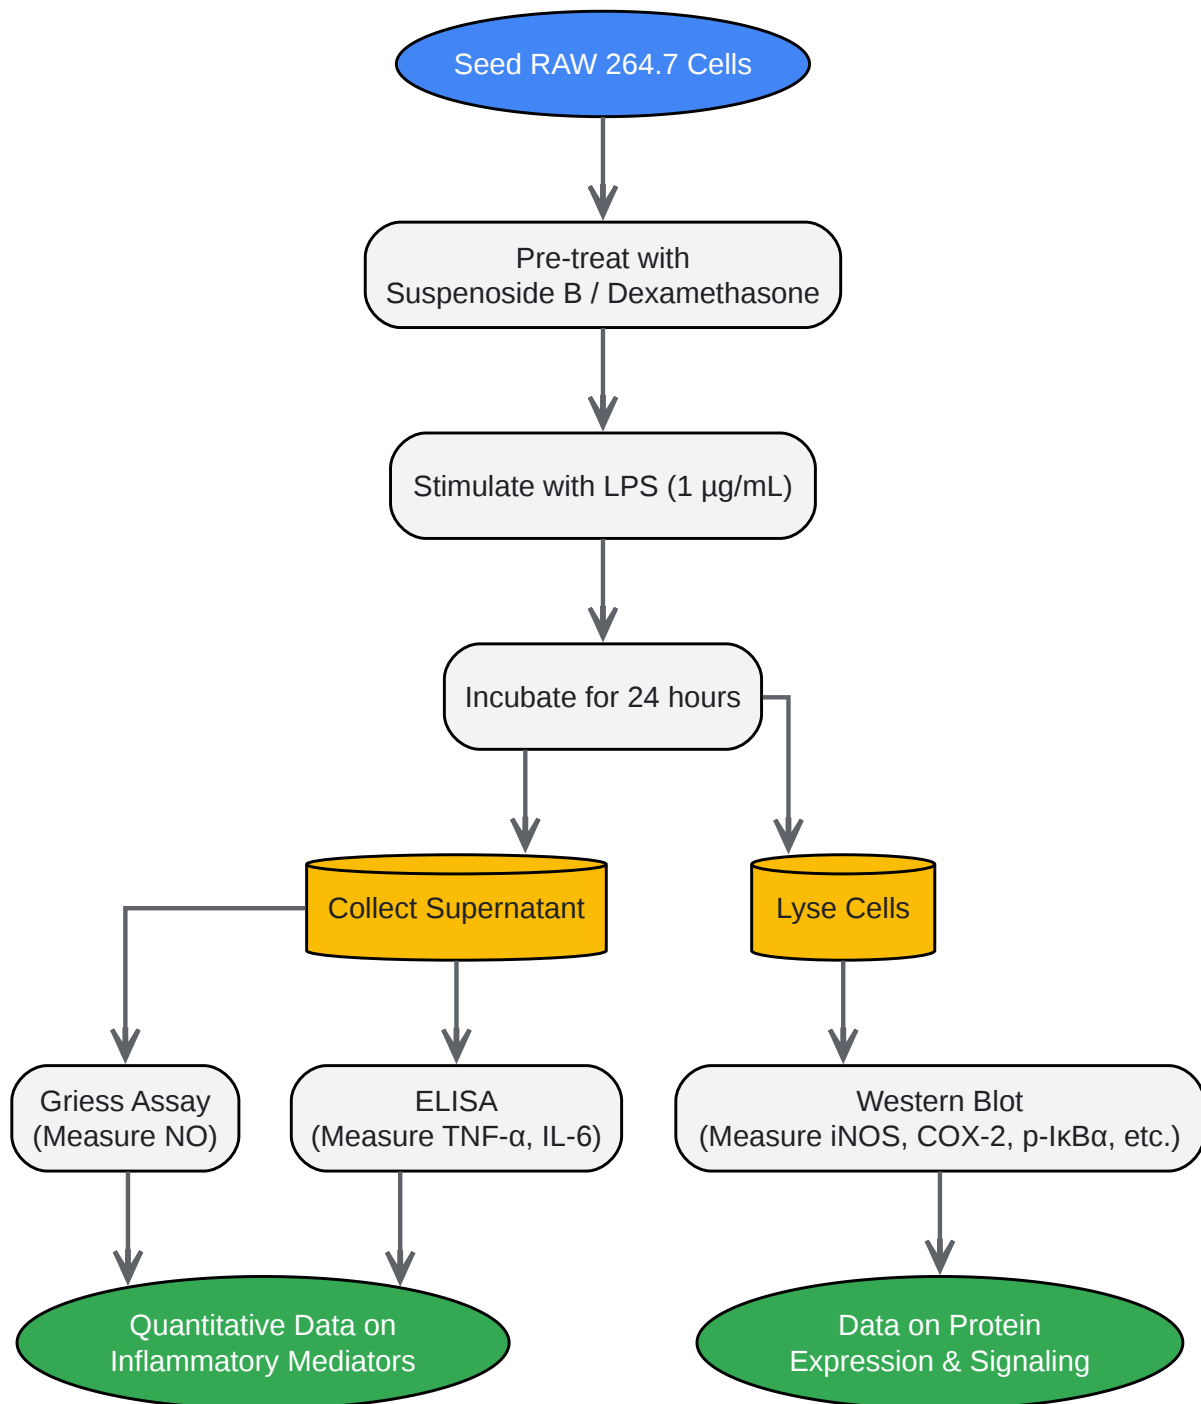 Seed RAW 264.7 Cells
Pre-treat with
Suspenoside B / Dexamethasone
Stimulate with LPS (1 µg/mL)
Incubate for 24 hours
Collect Supernatant
Lyse Cells
Griess Assay
(Measure NO)
ELISA
(Measure TNF-α, IL-6)
Western Blot
(Measure iNOS, COX-2, p-IκBα, etc.)
Quantitative Data on
Inflammatory Mediators
Data on Protein
Expression & Signaling